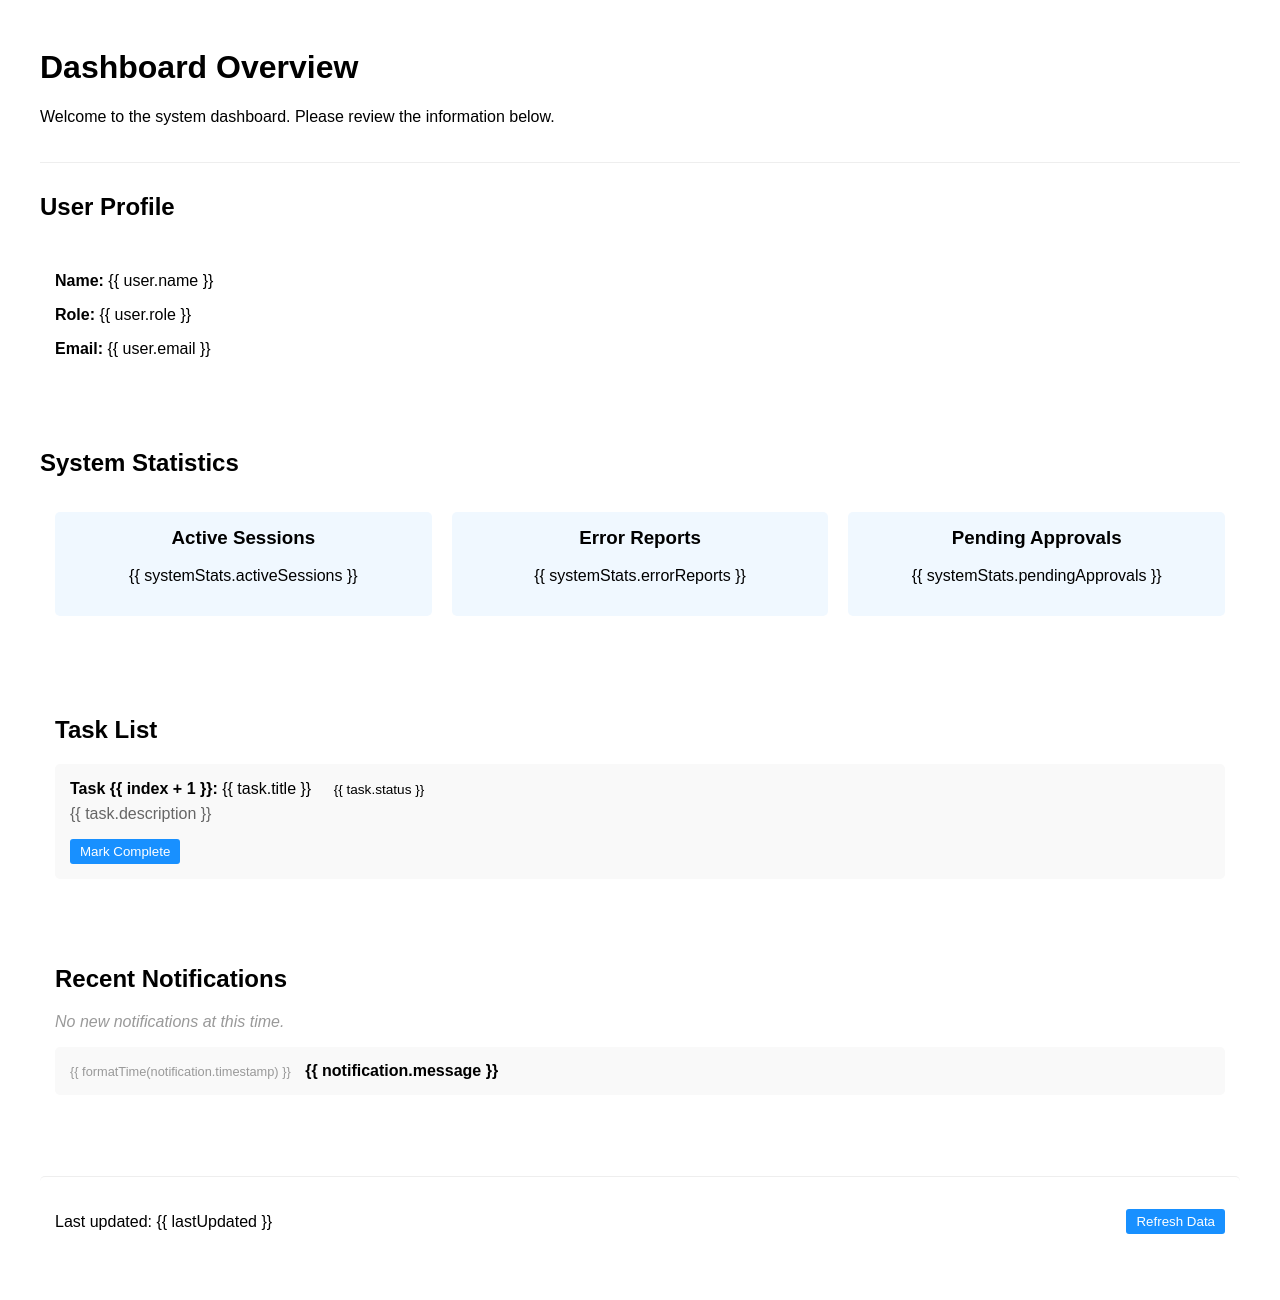 Dashboard Overview
Welcome to the system dashboard. Please review the information below.
User Profile
Name: {{ user.name }}
Role: {{ user.role }}
Email: {{ user.email }}
System Statistics
Active Sessions
{{ systemStats.activeSessions }}
Error Reports
{{ systemStats.errorReports }}
Pending Approvals
{{ systemStats.pendingApprovals }}
Task List
Task {{ index + 1 }}: {{ task.title }} {{ task.status }}
{{ task.description }}
Mark Complete
Recent Notifications
No new notifications at this time.
{{ formatTime(notification.timestamp) }} {{ notification.message }}
Last updated: {{ lastUpdated }}
Refresh Data